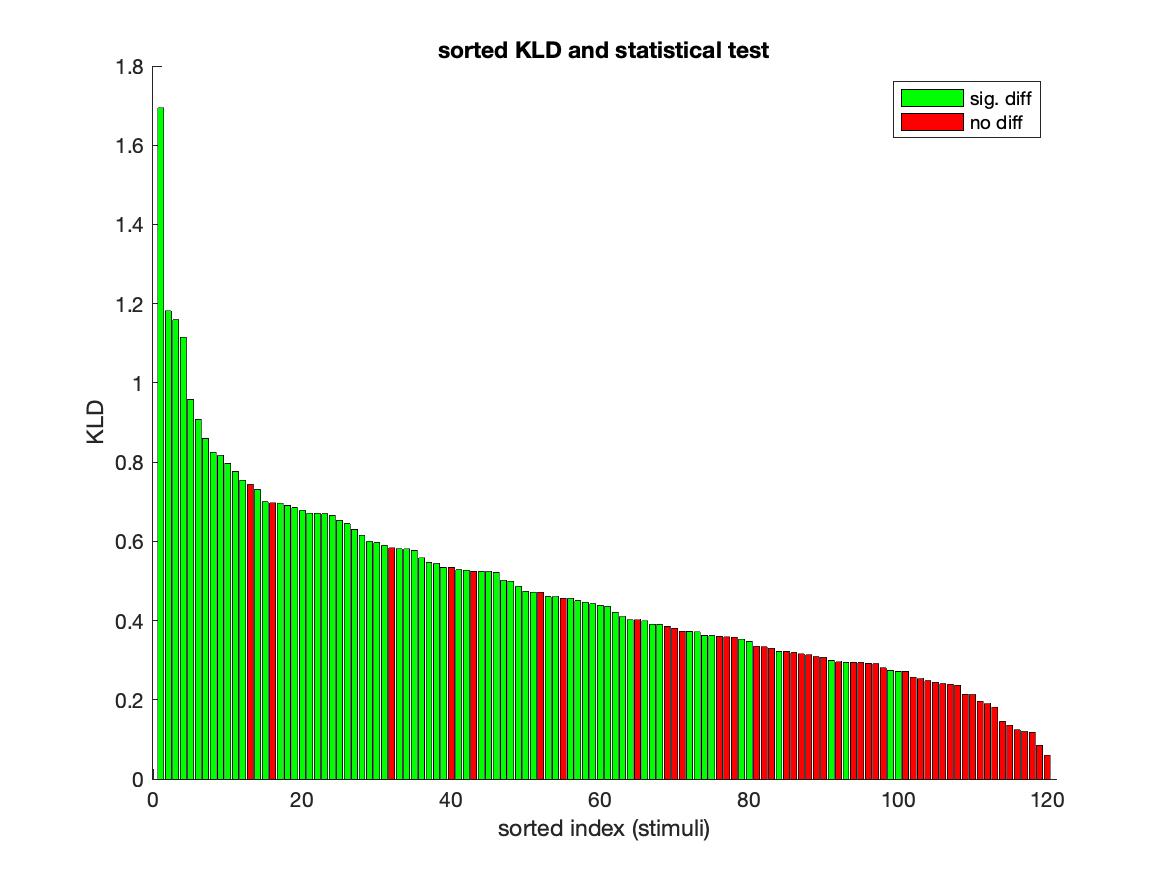 sorted KLD and statistical test
sig. diff
no diff
KLD
1.8
1.6
1.4
1.2
1
0.8
0.6
0.4
0.2
0
0 20 40 60 80 100 120
sorted index (stimuli)